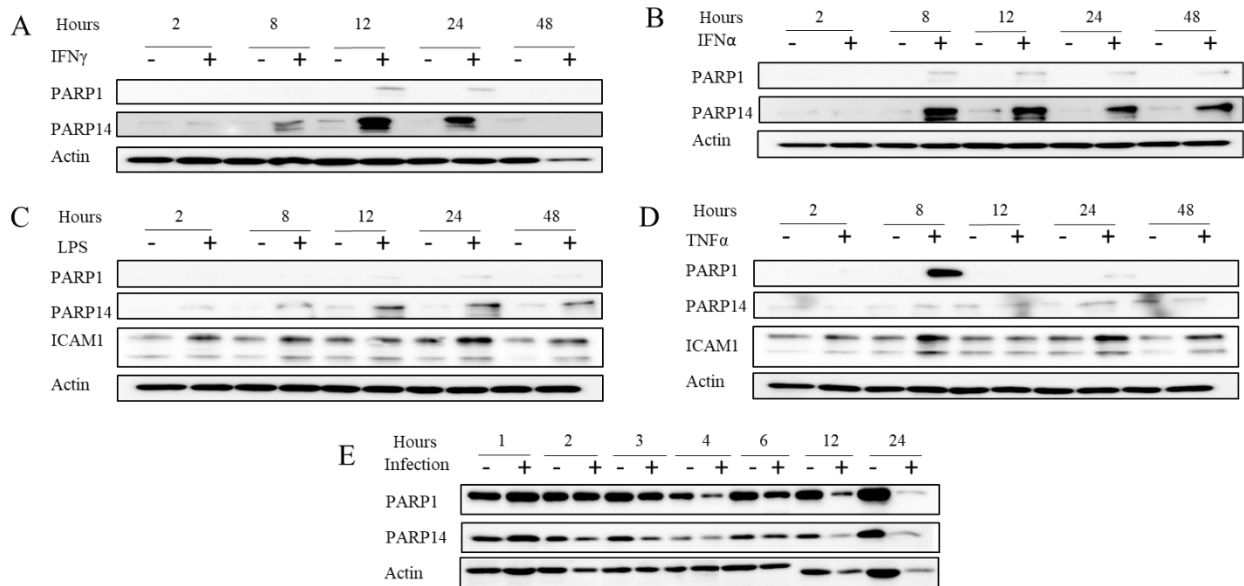 A
Hours 2 8 12 24 48
IFNγ - + - + - + - + - +
PARP1
PARP14
Actin
B
Hours 2 8 12 24 48
IFNα - + - + - + - + - +
PARP1
PARP14
Actin
C
Hours 2 8 12 24 48
LPS - + - + - + - + - +
PARP1
PARP14
ICAM1
Actin
D
Hours 2 8 12 24 48
TNFα - + - + - + - + - +
PARP1
PARP14
ICAM1
Actin
E
Hours 1 2 3 4 6 12 24
Infection - + - + - + - + - + - + - +
PARP1
PARP14
Actin